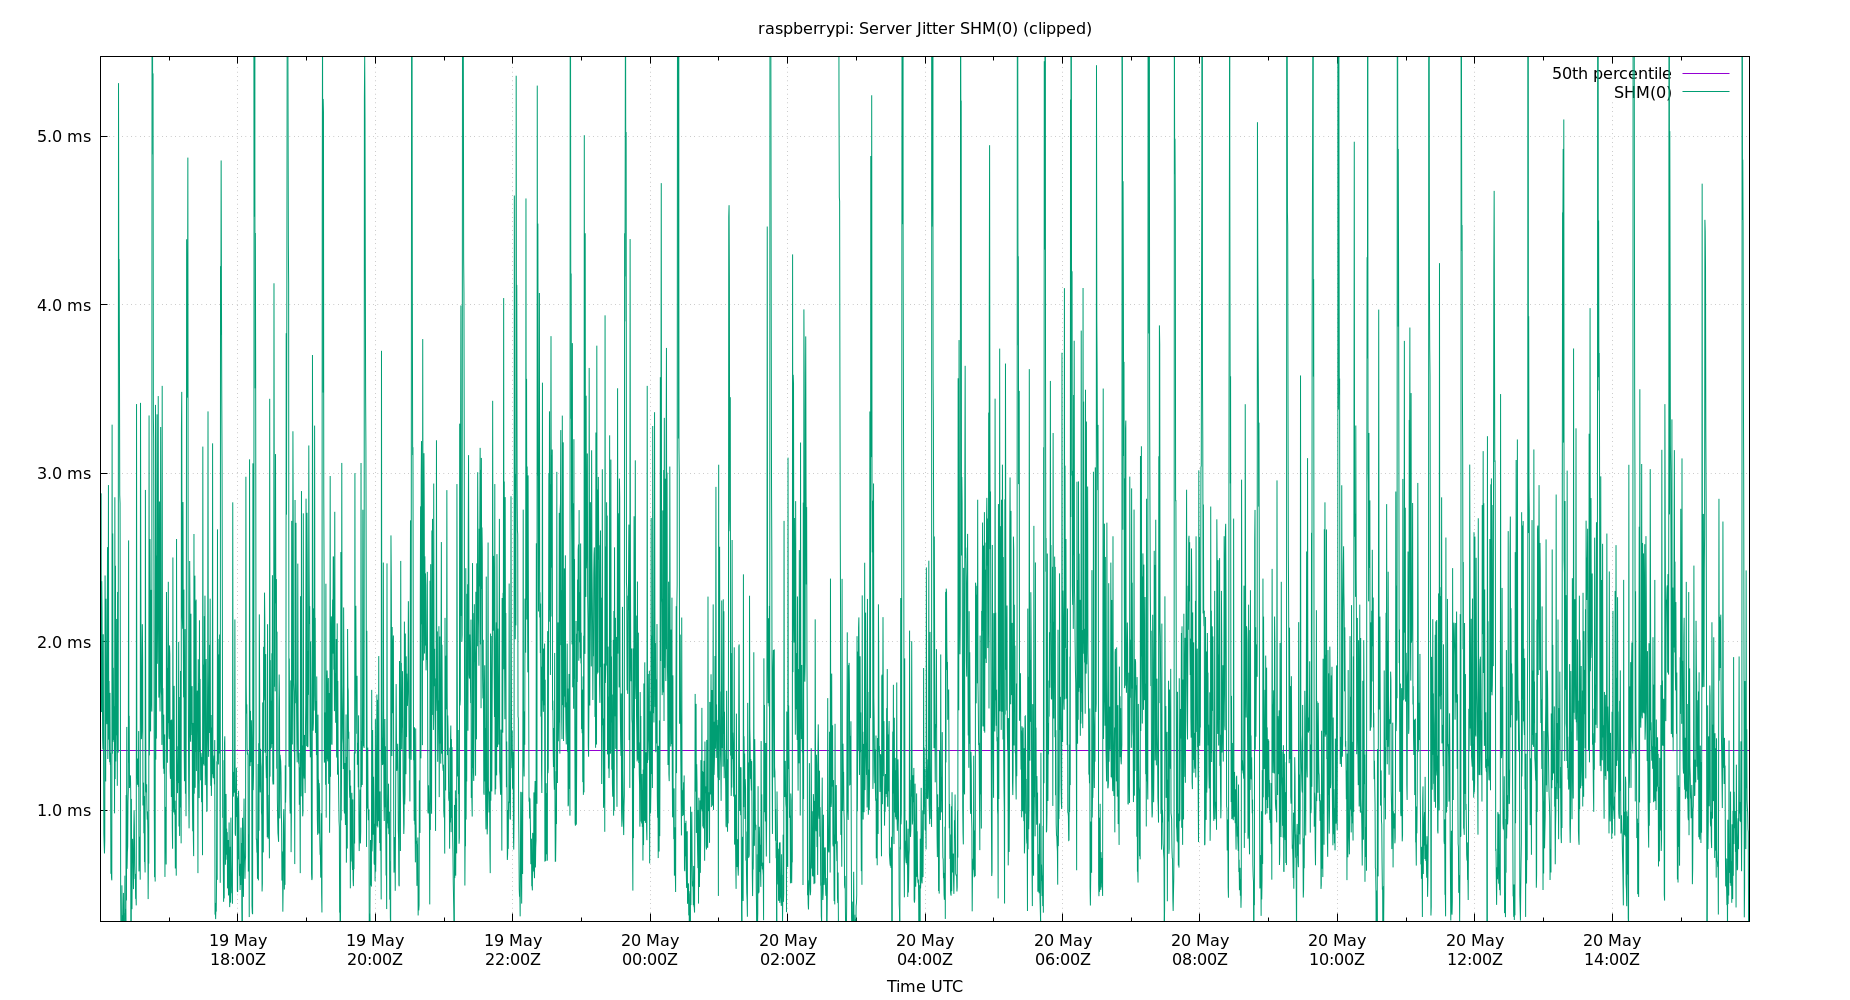 raspberrypi: Server Jitter SHM(0) (clipped)
50th percentile
SHM(0)
5.0 ms
4.0 ms
3.0 ms
2.0 ms
1.0 ms
19 May 19 May 19 May 20 May 20 May 20 May 20 May 20 May 20 May 20 May 20 May
18:00Z 20:00Z 22:00Z 00:00Z 02:00Z 04:00Z 06:00Z 08:00Z 10:00Z 12:00Z 14:00Z
Time UTC